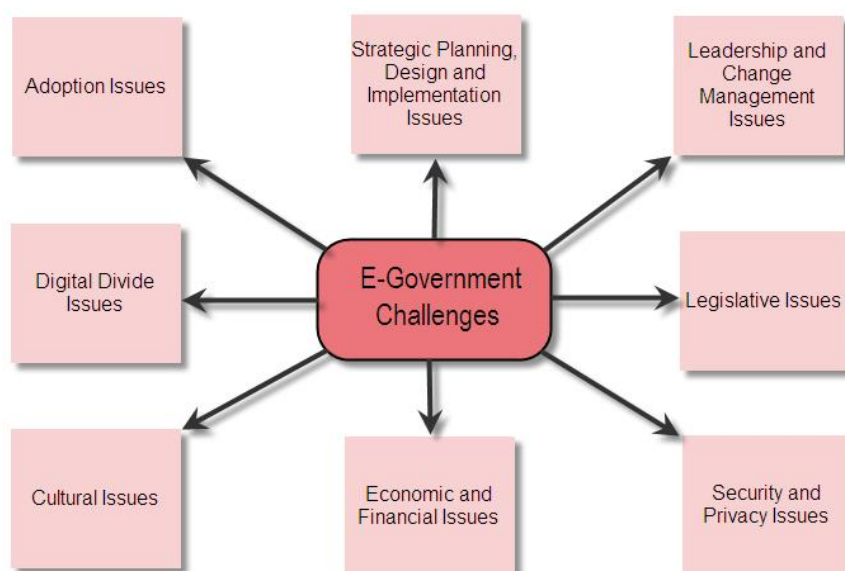 Adoption Issues
Strategic Planning,
Design and
Implementation
Issues
Leadership and
Change
Management
Issues
Digital Divide
Issues
E-Government
Challenges
Legislative Issues
Cultural Issues
Economic and
Financial Issues
Security and
Privacy Issues